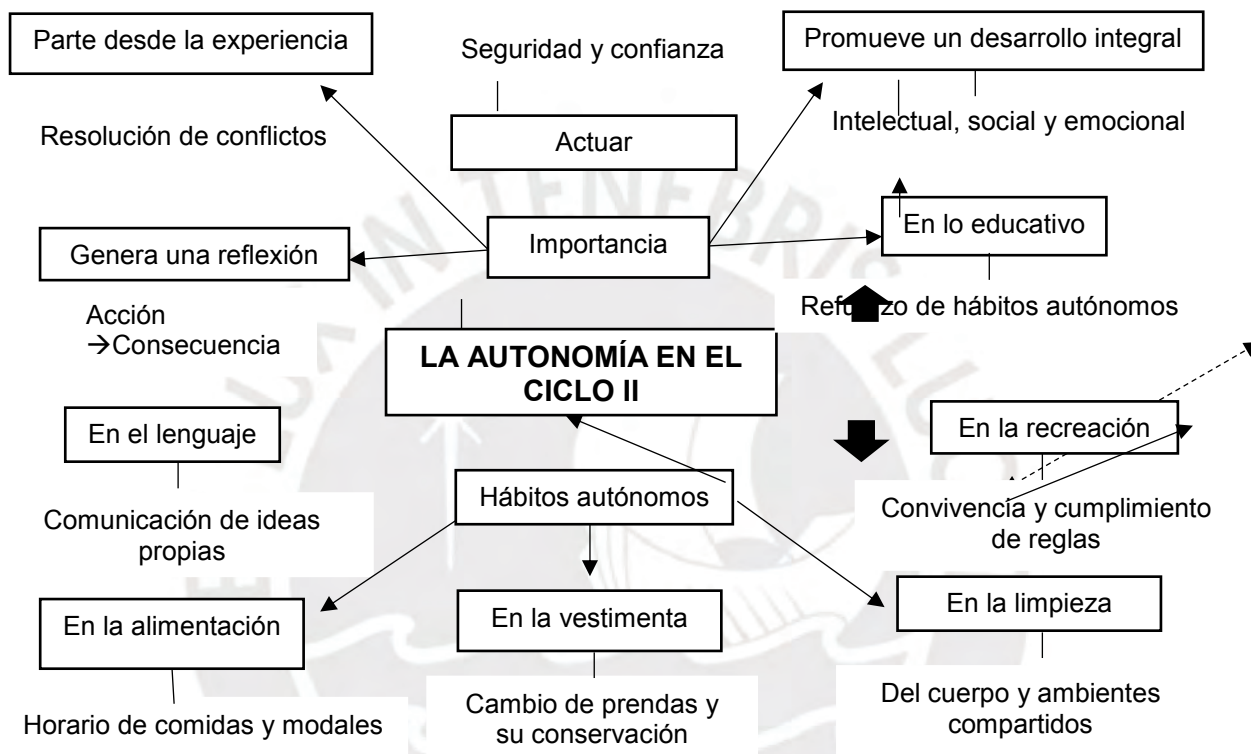 Parte desde la experiencia
Seguridad y confianza
Promueve un desarrollo integral
Resolución de conflictos
Actuar
Intelectual, social y emocional
Importancia
En lo educativo
Genera una reflexión
Refuerzo de hábitos autónomos
Acción
→Consecuencia
LA AUTONOMÍA EN EL
CICLO II
En el lenguaje
En la recreación
Hábitos autónomos
Comunicación de ideas
propias
Convivencia y cumplimiento
de reglas
En la alimentación
En la vestimenta
En la limpieza
Horario de comidas y modales
Cambio de prendas y
su conservación
Del cuerpo y ambientes
compartidos